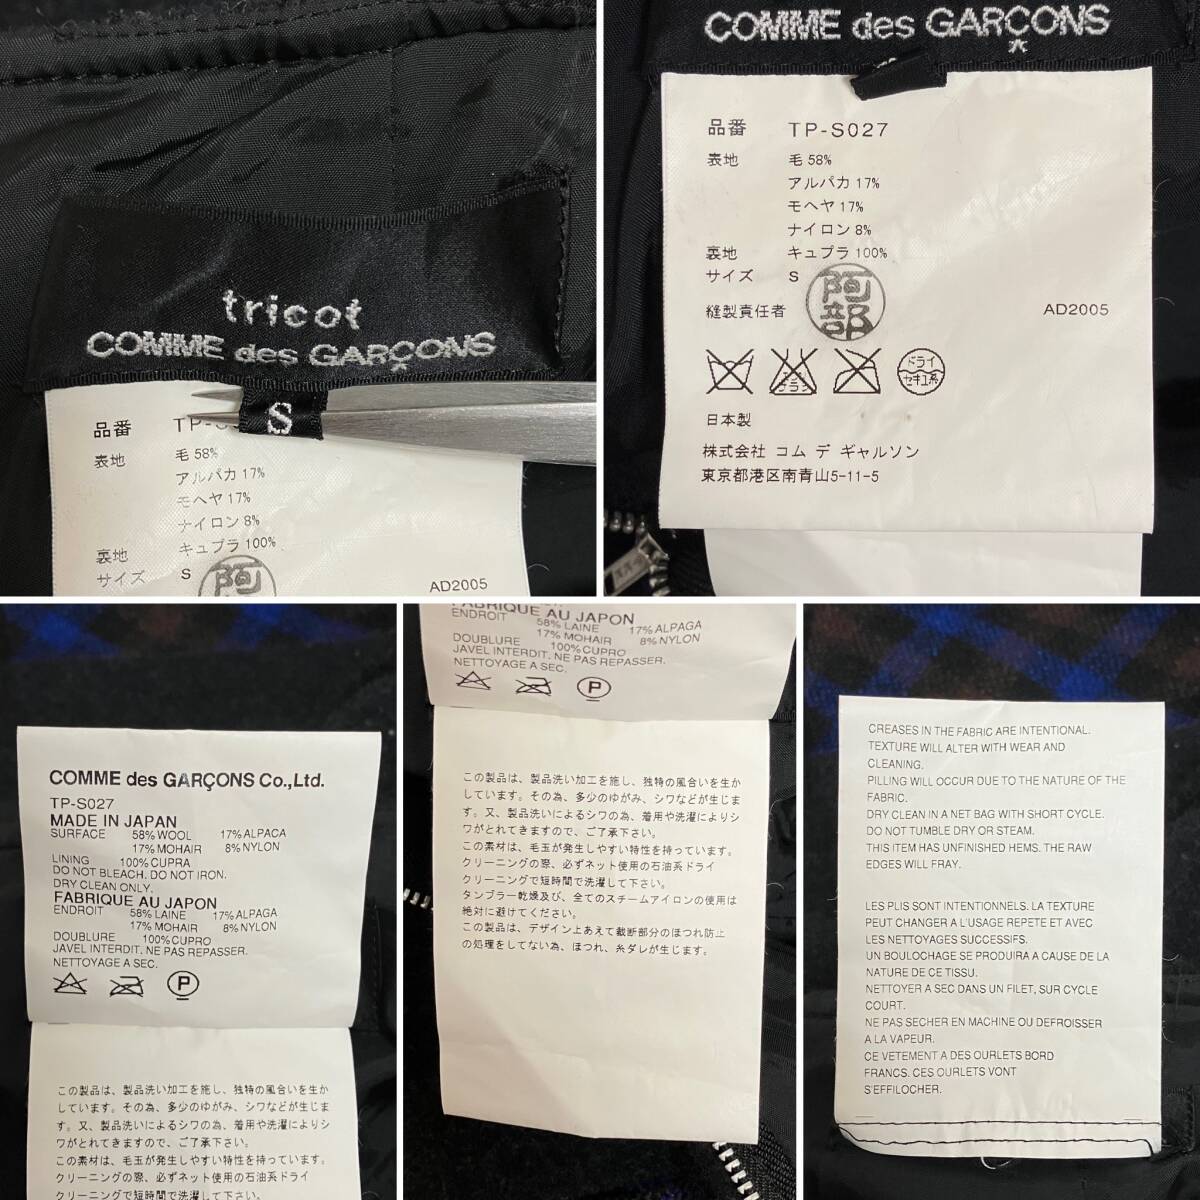 tricot
COMME des GARÇONS
S
品番 TP-S
表地 毛 58%
アルパカ 17%
モヘヤ 17%
ナイロン 8%
裏地 キュプラ 100%
サイズ S
阿
AD2005
COMME des GARÇONS
品番 TP-S027
表地 毛 58%
アルパカ 17%
モヘヤ 17%
ナイロン 8%
裏地 キュプラ 100%
サイズ S
縫製責任者 阿部 AD2005
ドライ
セキユ系
日本製
株式会社 コム デ ギャルソン
東京都港区南青山5-11-5
COMME des GARÇONS Co.,Ltd.
TP-S027
MADE IN JAPAN
SURFACE 58% WOOL 17% ALPACA
17% MOHAIR 8% NYLON
LINING 100% CUPRA
DO NOT BLEACH. DO NOT IRON.
DRY CLEAN ONLY.
FABRIQUE AU JAPON
ENDROIT 58% LAINE 17% ALPAGA
17% MOHAIR 8% NYLON
DOUBLURE 100% CUPRO
JAVEL INTERDIT. NE PAS REPASSER.
NETTOYAGE A SEC.
P
この製品は、製品洗い加工を施し、独特の風合いを生か
しています。その為、多少のゆがみ、シワなどが生じま
す。又、製品洗いによるシワの為、着用や洗濯によりシ
ワがとれてきますので、ご了承下さい。
この素材は、毛玉が発生しやすい特性を持っています。
クリーニングの際、必ずネット使用の石油系ドライ
クリーニングで短時間で洗濯して下さい。
FABRIQUE AU JAPON
ENDROIT 58% LAINE 17% ALPAGA
17% MOHAIR 8% NYLON
DOUBLURE 100% CUPRO
JAVEL INTERDIT. NE PAS REPASSER.
NETTOYAGE A SEC.
P
この製品は、製品洗い加工を施し、独特の風合いを生か
しています。その為、多少のゆがみ、シワなどが生じま
す。又、製品洗いによるシワの為、着用や洗濯によりシ
ワがとれてきますので、ご了承下さい。
この素材は、毛玉が発生しやすい特性を持っています。
クリーニングの際、必ずネット使用の石油系ドライ
クリーニングで短時間で洗濯して下さい。
タンブラー乾燥及び、全てのスチームアイロンの使用は
絶対に避けてください。
この製品は、デザイン上あえて裁断部分のほつれ防止
の処理をしてない為、ほつれ、糸ダレが生じます。
CREASES IN THE FABRIC ARE INTENTIONAL.
TEXTURE WILL ALTER WITH WEAR AND
CLEANING.
PILLING WILL OCCUR DUE TO THE NATURE OF THE
FABRIC.
DRY CLEAN IN A NET BAG WITH SHORT CYCLE.
DO NOT TUMBLE DRY OR STEAM.
THIS ITEM HAS UNFINISHED HEMS. THE RAW
EDGES WILL FRAY.
LES PLIS SONT INTENTIONNELS. LA TEXTURE
PEUT CHANGER A L'USAGE REPETE ET AVEC
LES NETTOYAGES SUCCESSIFS.
UN BOULOCHAGE SE PRODUIRA A CAUSE DE LA
NATURE DE CE TISSU.
NETTOYER A SEC DANS UN FILET, SUR CYCLE
COURT.
NE PAS SECHER EN MACHINE OU DEFROISSER
A LA VAPEUR.
CE VETEMENT A DES OURLETS BORD
FRANCS. CES OURLETS VONT
S'EFFILOCHER.